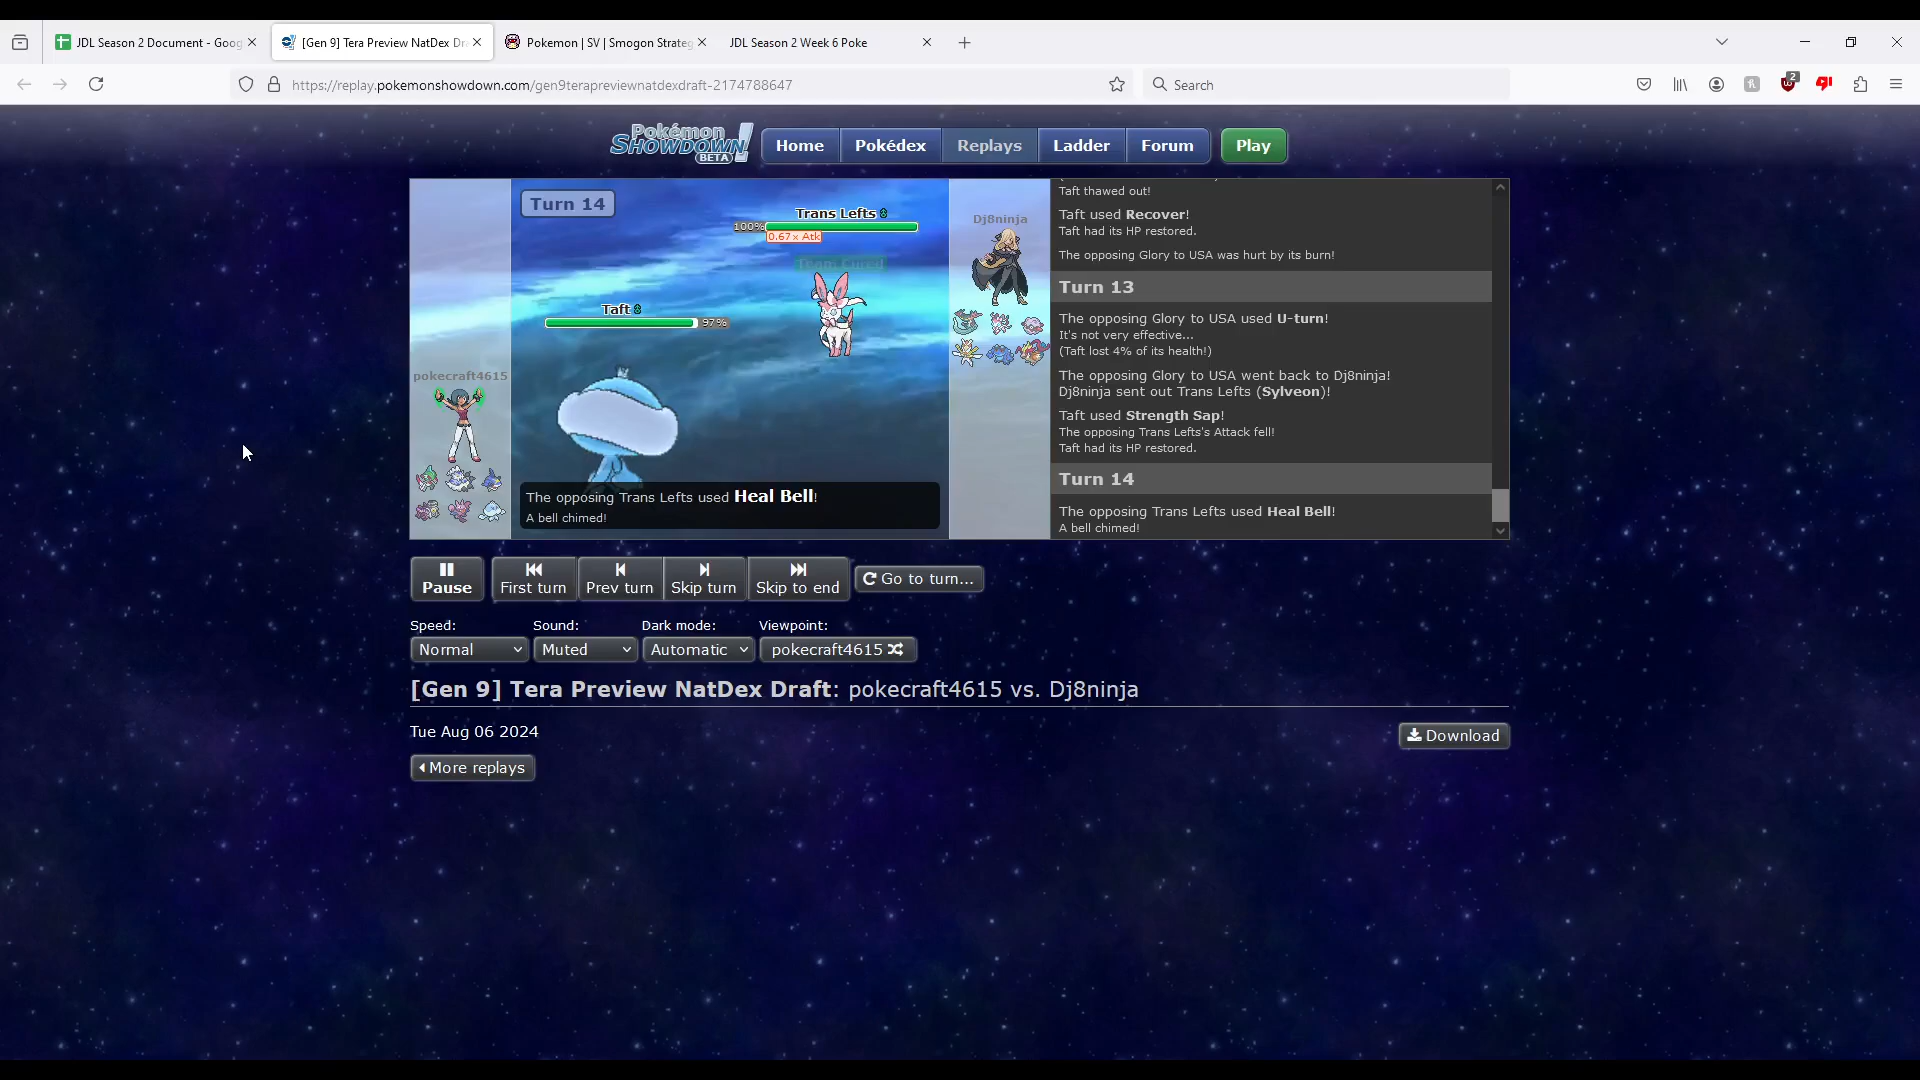 JDL Season 2 Document - Goog
[Gen 9] Tera Preview NatDex Dr
Pokemon | SV | Smogon Strateg
JDL Season 2 Week 6 Poke
https://replay.pokemonshowdown.com/gen9terapreviewnatdexdraft-2174788647
Search
2
Pokémon
SHOWDOWN!
BETA
Home
Pokédex
Replays
Ladder
Forum
Play
Turn 14
Trans Lefts
100%
0.67× Atk
Taft
97%
pokecraft4615
Dj8ninja
The opposing Trans Lefts used Heal Bell!
A bell chimed!
Taft thawed out!
Taft used Recover!
Taft had its HP restored.
The opposing Glory to USA was hurt by its burn!
Turn 13
The opposing Glory to USA used U-turn!
It's not very effective...
(Taft lost 4% of its health!)
The opposing Glory to USA went back to Dj8ninja!
Dj8ninja sent out Trans Lefts (Sylveon)!
Taft used Strength Sap!
The opposing Trans Lefts's Attack fell!
Taft had its HP restored.
Turn 14
The opposing Trans Lefts used Heal Bell!
A bell chimed!
Pause
First turn
Prev turn
Skip turn
Skip to end
Go to turn...
Speed:
Sound:
Dark mode:
Viewpoint:
Normal
Muted
Automatic
pokecraft4615
[Gen 9] Tera Preview NatDex Draft: pokecraft4615 vs. Dj8ninja
Tue Aug 06 2024
Download
More replays